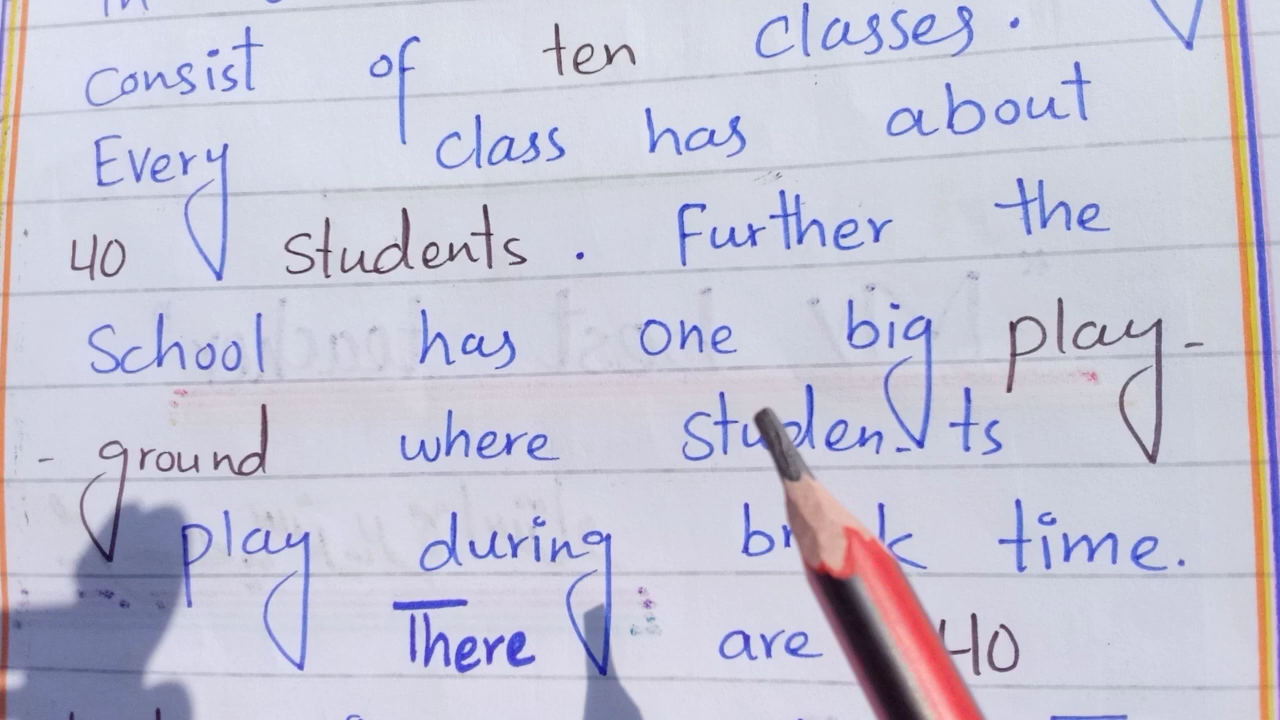 consist of ten classes.
Every class has about
40 students. Further the
School has one big play-
-ground where students
play during time.
There are 40